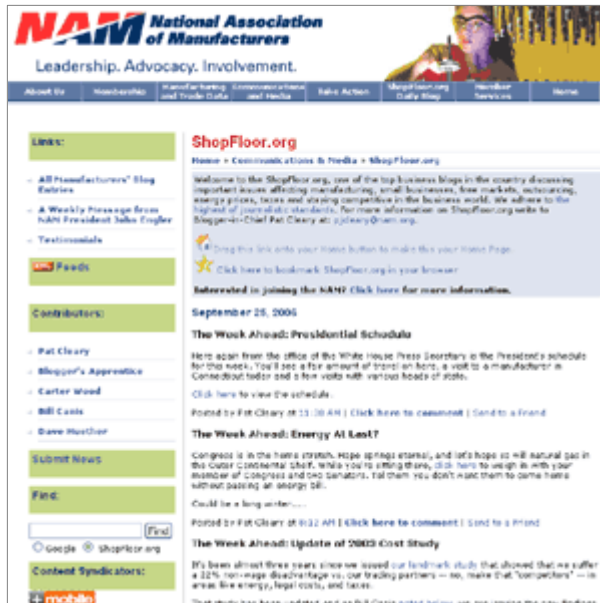 NAM National Association
of Manufacturers
Leadership. Advocacy. Involvement.
About Us
Membership
Manufacturing
and Trade Data
Communications
and Media
Take Action
ShopFloor.org
Daily Blog
Member
Services
Home
Links:
All Manufacturers' Blog
Entries
A Weekly Message from
NAM President John Engler
Testimonials
Feeds
Contributors:
Pat Cleary
Blogger's Apprentice
Carter Wood
Bill Canis
Dave Huether
Submit News
Find:
Find
Google ShopFloor.org
Content Syndicators:
+ mobile
ShopFloor.org
Home » Communications & Media » ShopFloor.org
Welcome to the ShopFloor.org, one of the top business blogs in the country discussing
important issues affecting manufacturing, small businesses, free markets, outsourcing,
energy prices, taxes and staying competitive in the business world. We adhere to the
highest of journalistic standards. For more information on ShopFloor.org write to
Blogger-in-Chief Pat Cleary at: pjcleary@nam.org.
Drag this link onto your Home button to make this your Home Page.
Click here to bookmark ShopFloor.org in your browser
Interested in joining the NAM? Click here for more information.
September 25, 2006
The Week Ahead: Presidential Schedule
Here again from the office of the White House Press Secretary is the President's schedule
for this week. You'll see a fair amount of travel on here, a visit to a manufacturer in
Connecticut today and a few visits with various heads of state.
Click here to view the schedule.
Posted by Pat Cleary at 11:30 AM | Click here to comment | Send to a Friend
The Week Ahead: Energy At Last?
Congress is in the home stretch. Hope springs eternal, and let's hope so will natural gas in
the Outer Continental Shelf. While you're sitting there, click here to weigh in with your
member of Congress and two Senators. Tell them you don't want them to come home
without passing an energy bill.
Could be a long winter....
Posted by Pat Cleary at 8:12 AM | Click here to comment | Send to a Friend
The Week Ahead: Update of 2003 Cost Study
It's been almost three years since we issued our landmark study that showed that we suffer
a 22% non-wage disadvantage vs. our trading partners -- no, make that "competitors" -- in
areas like energy, legal costs, and taxes.